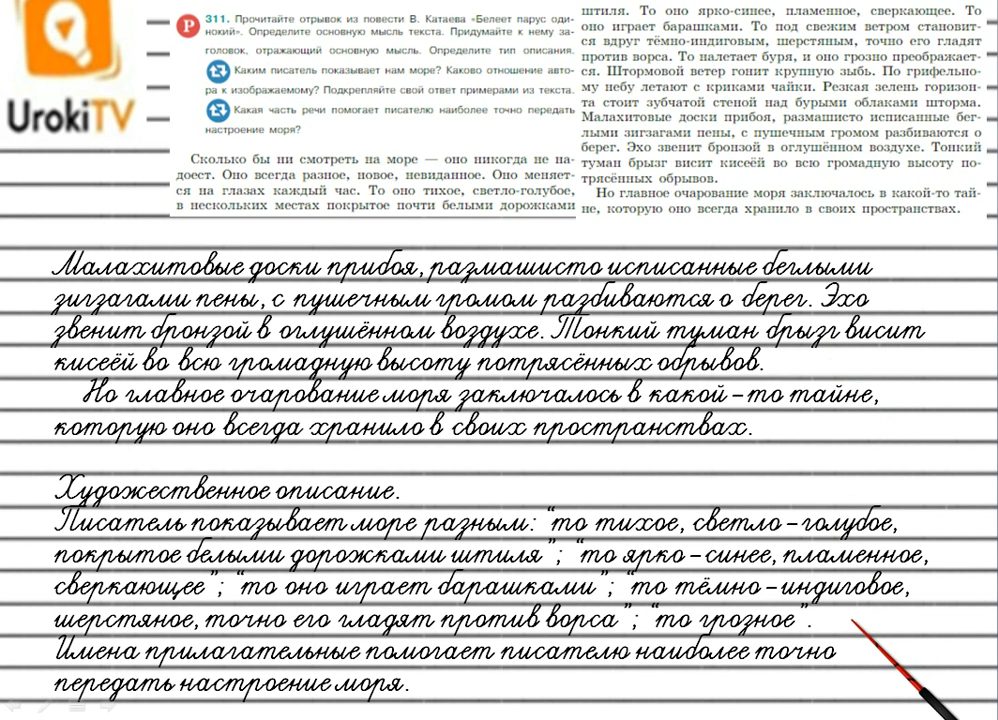 UrokiTV
Р
311. Прочитайте отрывок из повести В. Катаева «Белеет парус оди-
нокий». Определите основную мысль текста. Придумайте к нему за-
головок, отражающий основную мысль. Определите тип описания.
Каким писатель показывает нам море? Каково отношение авто-
ра к изображаемому? Подкрепляйте свой ответ примерами из текста.
Какая часть речи помогает писателю наиболее точно передать
настроение моря?
Сколько бы ни смотреть на море — оно никогда не на-
доест. Оно всегда разное, новое, невиданное. Оно меняет-
ся на глазах каждый час. То оно тихое, светло-голубое,
в нескольких местах покрытое почти белыми дорожками
штиля. То оно ярко-синее, пламенное, сверкающее. То
оно играет барашками. То под свежим ветром становит-
ся вдруг тёмно-индиговым, шерстяным, точно его гладят
против ворса. То налетает буря, и оно грозно преображает-
ся. Штормовой ветер гонит крупную зыбь. По грифельно-
му небу летают с криками чайки. Резкая зелень горизон-
та стоит зубчатой стеной над бурыми облаками шторма.
Малахитовые доски прибоя, размашисто исписанные бег-
лыми зигзагами пены, с пушечным громом разбиваются о
берег. Эхо звенит бронзой в оглушённом воздухе. Тонкий
туман брызг висит кисеёй во всю громадную высоту по-
трясённых обрывов.
Но главное очарование моря заключалось в какой-то тай-
не, которую оно всегда хранило в своих пространствах.
Малахитовые доски прибоя, размашисто исписанные беглыми
зигзагами пены, с пушечным громом разбиваются о берег. Эхо
звенит бронзой в оглушённом воздухе. Тонкий туман брызг висит
кисеёй во всю громадную высоту потрясённых обрывов.
Но главное очарование моря заключалось в какой-то тайне,
которую оно всегда хранило в своих пространствах.
Художественное описание.
Писатель показывает море разным: “то тихое, светло-голубое,
покрытое белыми дорожками штиля”; “то ярко-синее, пламенное,
сверкающее”; “то оно играет барашками”; “то тёмно-индиговое,
шерстяное, точно его гладят против ворса”; “то грозное”.
Имена прилагательные помогает писателю наиболее точно
передать настроение моря.